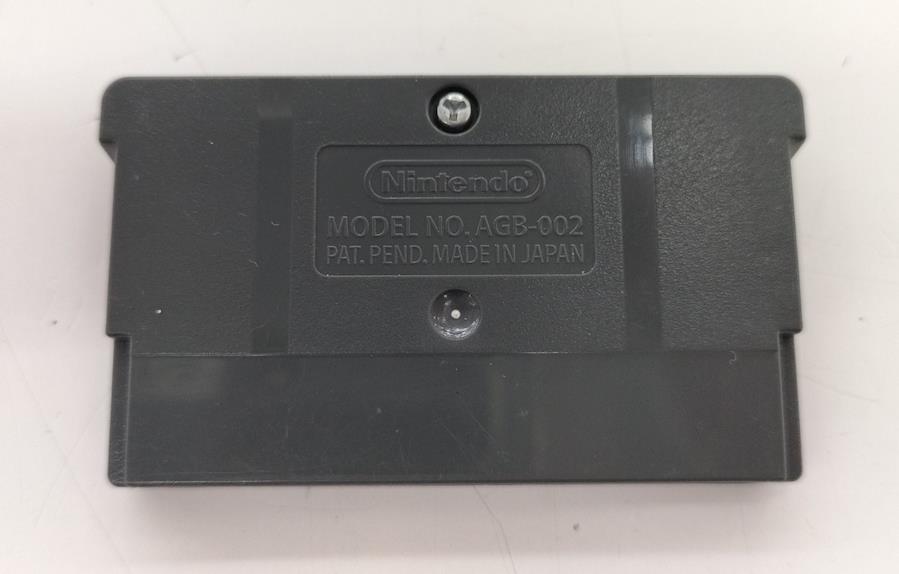 Nintendo®
MODEL NO. AGB-002
PAT. PEND. MADE IN JAPAN